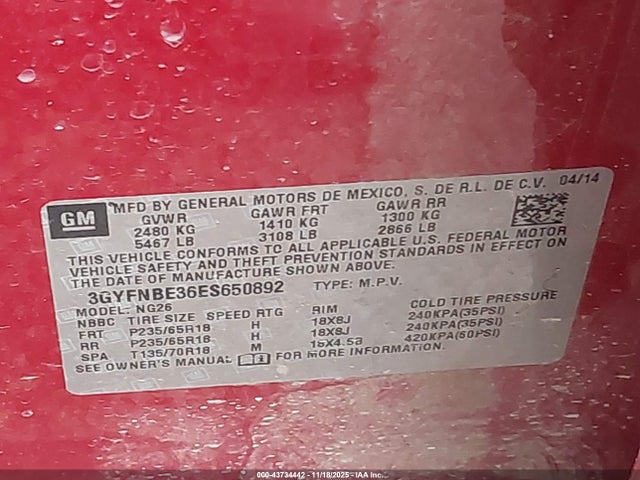 GM
MFD BY GENERAL MOTORS DE MEXICO, S. DE R.L. DE C.V. 04/14
GVWR GAWR FRT GAWR RR
2480 KG 1410 KG 1300 KG
5467 LB 3108 LB 2866 LB
THIS VEHICLE CONFORMS TO ALL APPLICABLE U.S. FEDERAL MOTOR
VEHICLE SAFETY AND THEFT PREVENTION STANDARDS IN EFFECT ON
THE DATE OF MANUFACTURE SHOWN ABOVE.
3GYFNBE36ES650892 TYPE: M.P.V.
MODEL: NG26
NBBC TIRE SIZE SPEED RTG RIM COLD TIRE PRESSURE
FRT P235/65R18 H 18X8J 240KPA(35PSI)
RR P235/65R18 H 18X8J 240KPA(35PSI)
SPA T135/70R18 M 18X4.5B 420KPA(60PSI)
SEE OWNER'S MANUAL FOR MORE INFORMATION.
000-43734442 - 11/18/2025 - IAA Inc.